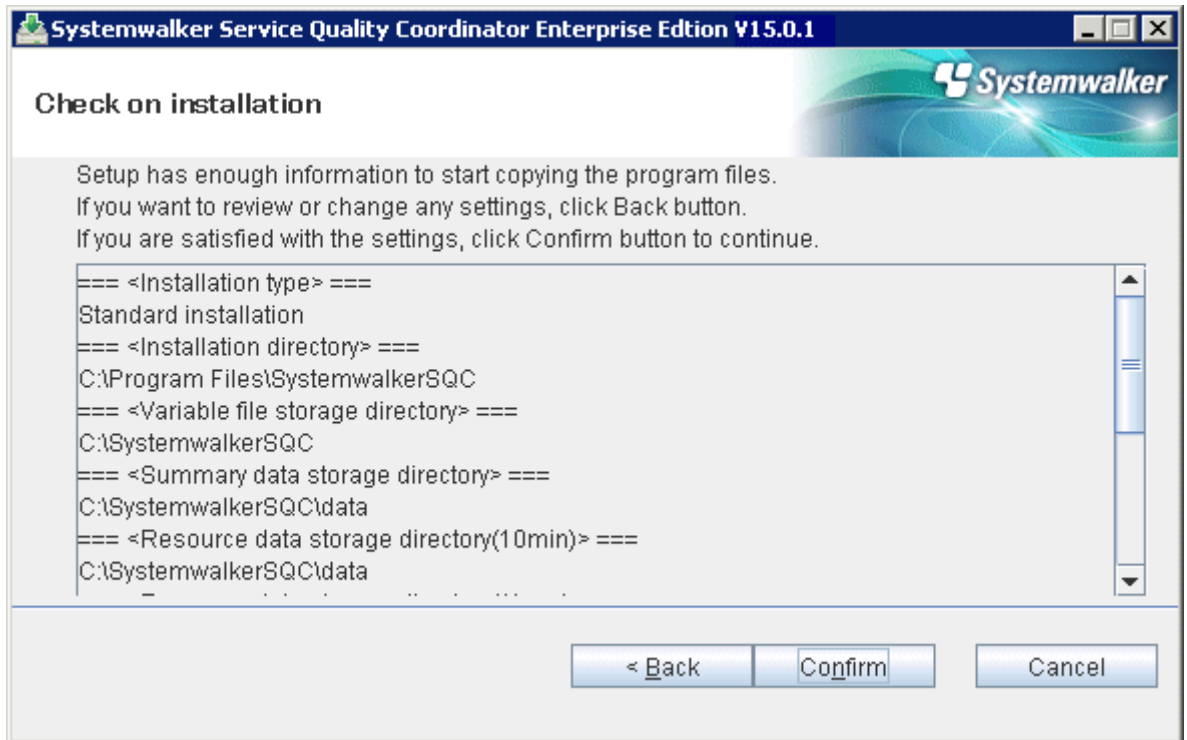 Systemwalker Service Quality Coordinator Enterprise Edtion V15.0.1
Systemwalker
Check on installation
Setup has enough information to start copying the program files.
If you want to review or change any settings, click Back button.
If you are satisfied with the settings, click Confirm button to continue.
=== <Installation type> ===
Standard installation
=== <Installation directory> ===
C:\Program Files\SystemwalkerSQC
=== <Variable file storage directory> ===
C:\SystemwalkerSQC
=== <Summary data storage directory> ===
C:\SystemwalkerSQC\data
=== <Resource data storage directory(10min)> ===
C:\SystemwalkerSQC\data
< Back
Confirm
Cancel